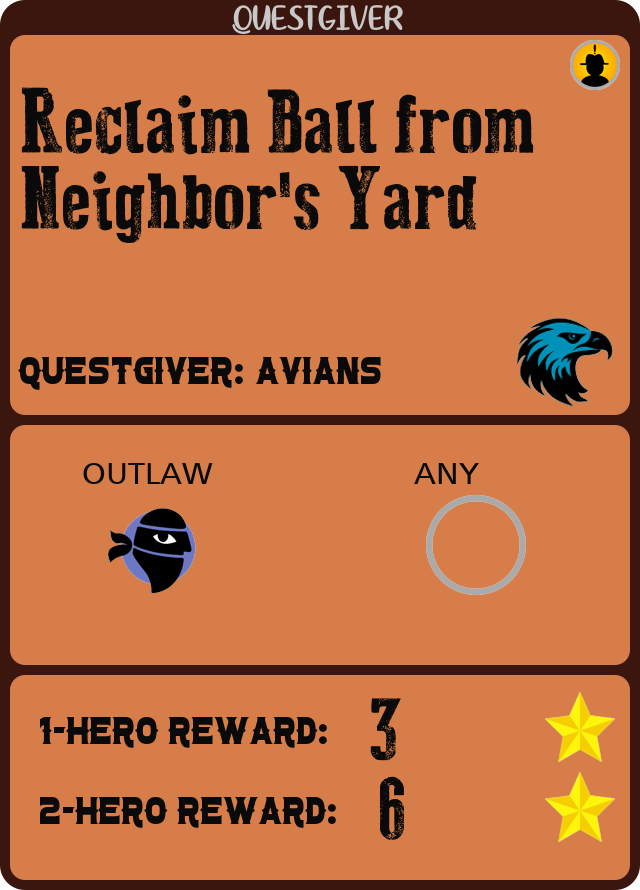 QUESTGIVER
Reclaim Ball from
Neighbor's Yard
QUESTGIVER: AVIANS
OUTLAW ANY
1-HERO REWARD: 3
2-HERO REWARD: 6